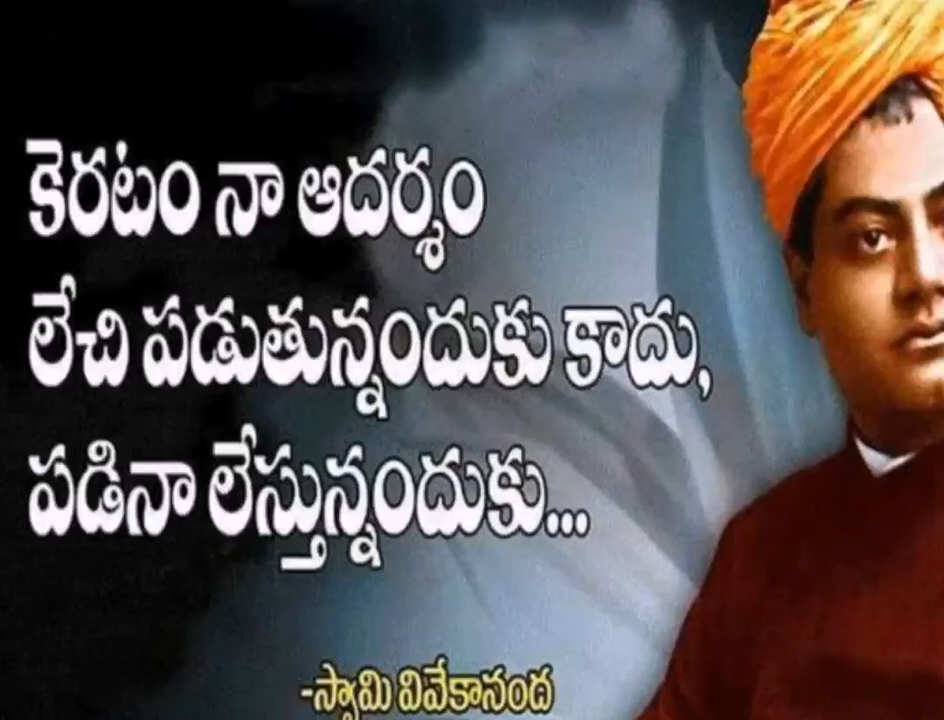 కెరటం నా ఆదర్శం
లేచి పడుతున్నందుకు కాదు,
పడినా లేస్తున్నందుకు...
-స్వామి వివేకానంద